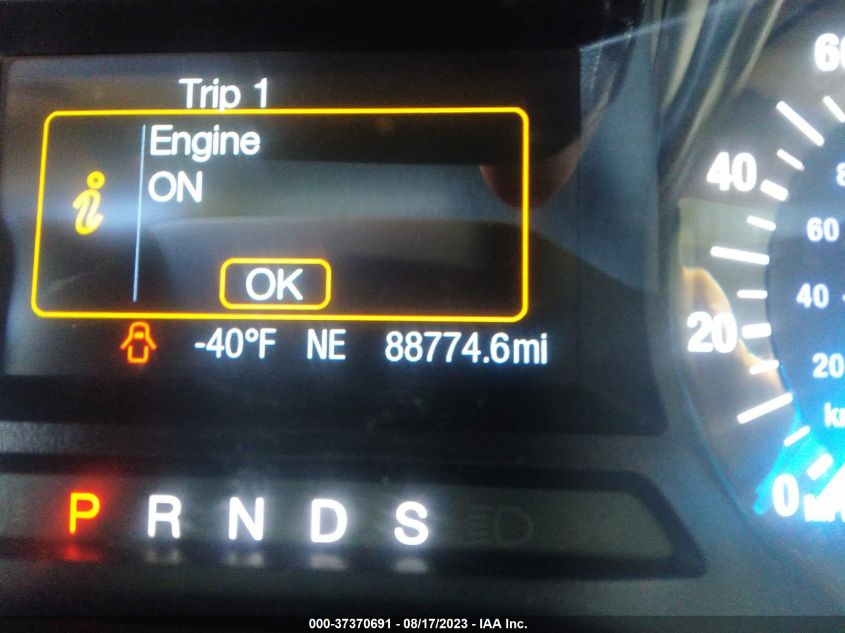 Trip 1
Engine
ON
OK
-40°F NE 88774.6mi
P R N D S
60
40
20
0
60
40
20
000-37370691 - 08/17/2023 - IAA Inc.